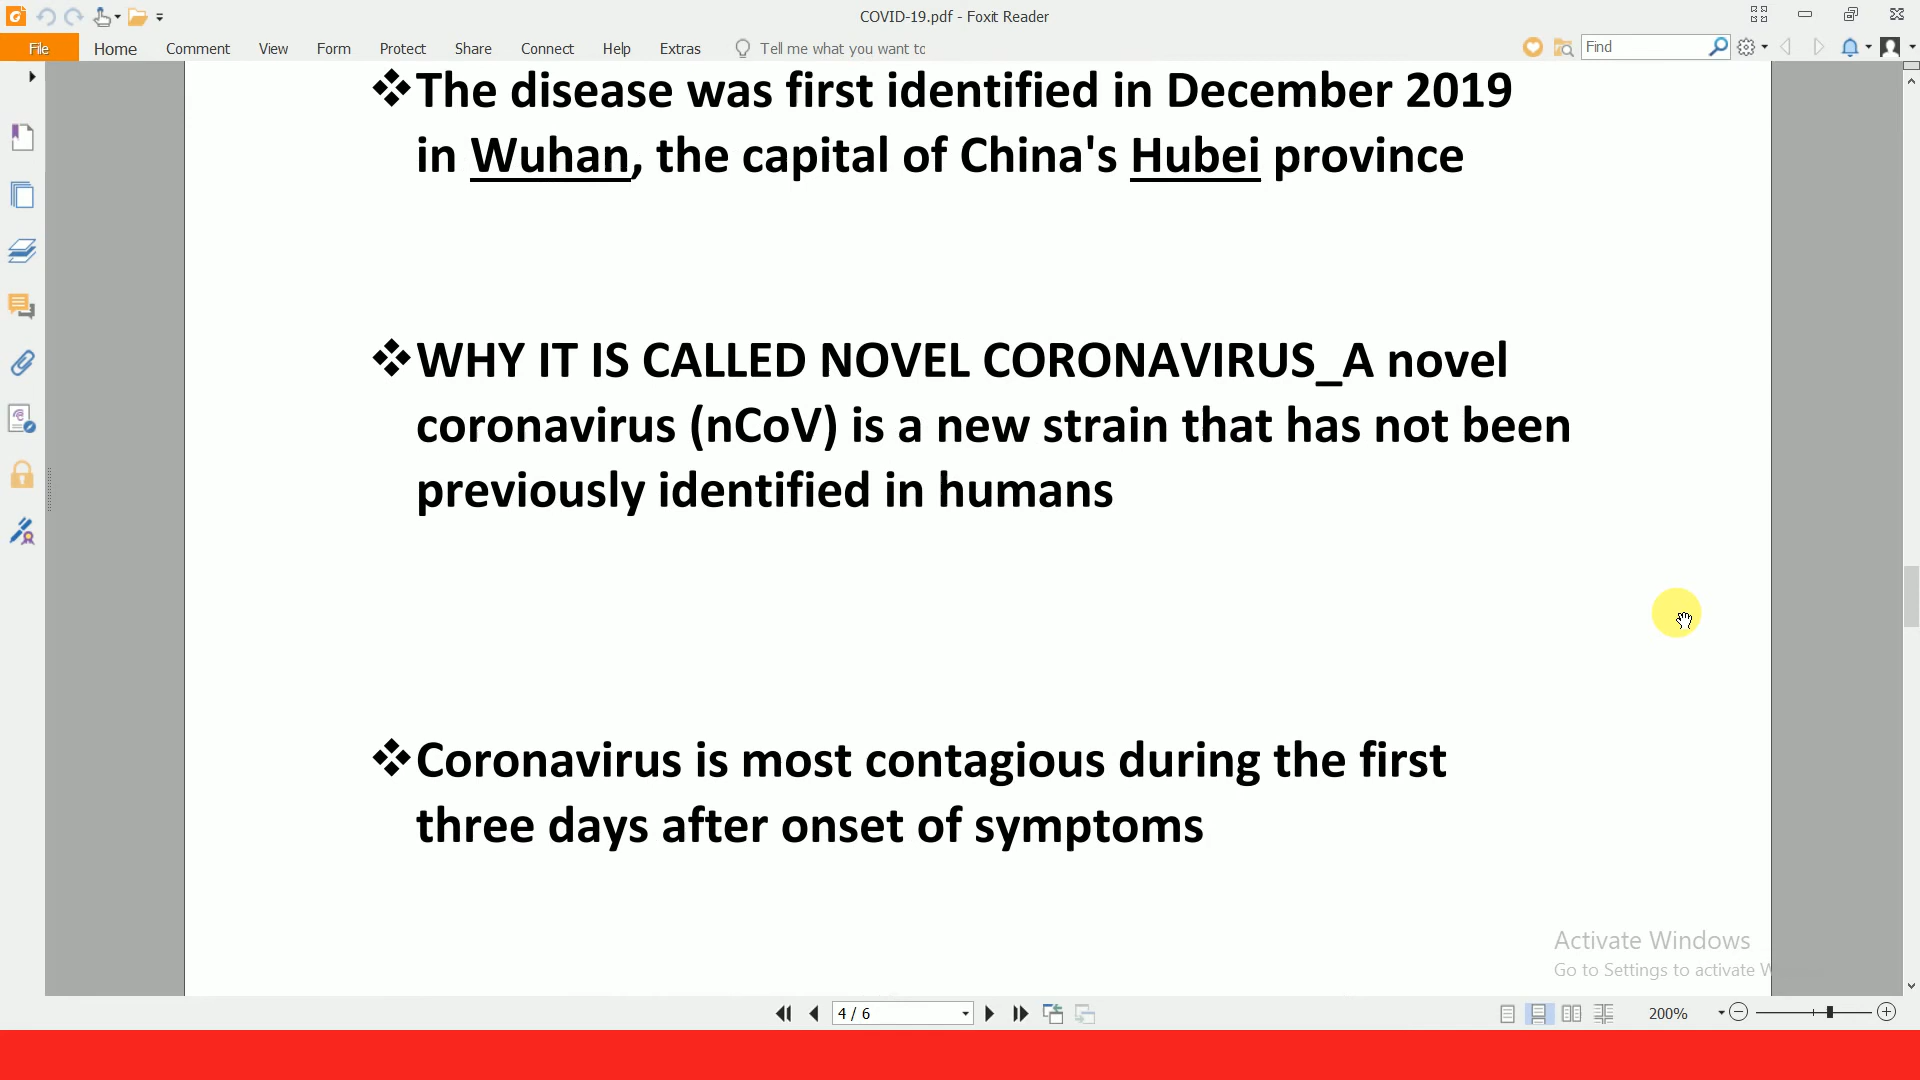 COVID-19.pdf - Foxit Reader
File Home Comment View Form Protect Share Connect Help Extras Tell me what you want to Find
❖The disease was first identified in December 2019
in Wuhan, the capital of China's Hubei province
❖WHY IT IS CALLED NOVEL CORONAVIRUS_A novel
coronavirus (nCoV) is a new strain that has not been
previously identified in humans
❖Coronavirus is most contagious during the first
three days after onset of symptoms
Activate Windows
Go to Settings to activate W
4 / 6 200%